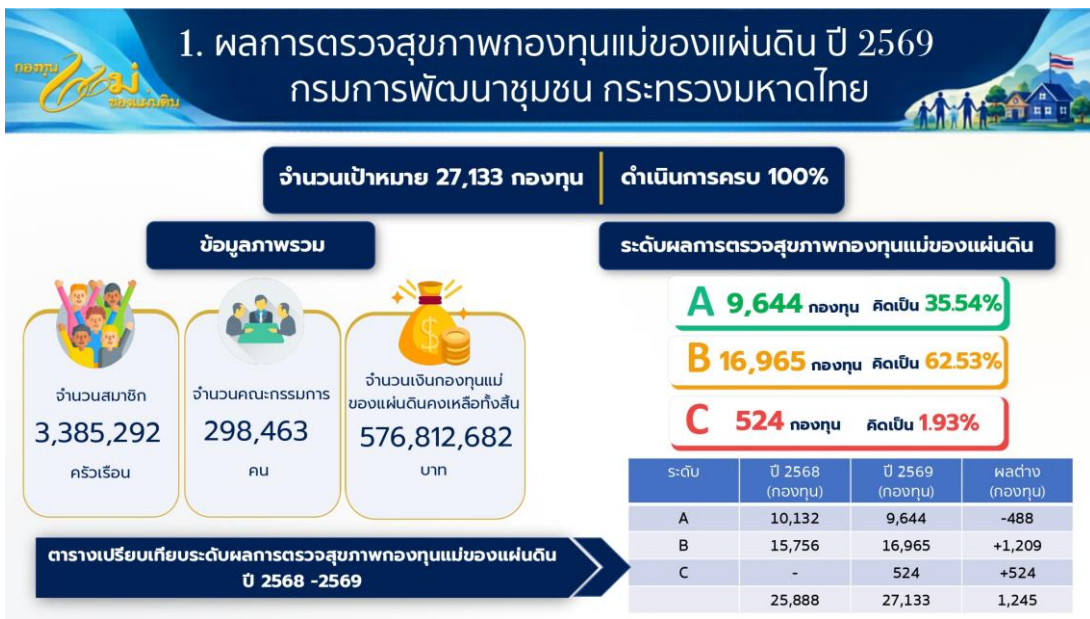 กองทุนแม่
ของแผ่นดิน
1. ผลการตรวจสุขภาพกองทุนแม่ของแผ่นดิน ปี 2569
กรมการพัฒนาชุมชน กระทรวงมหาดไทย
จำนวนเป้าหมาย 27,133 กองทุน ดำเนินการครบ 100%
ข้อมูลภาพรวม
จำนวนสมาชิก
3,385,292
ครัวเรือน
จำนวนคณะกรรมการ
298,463
คน
จำนวนเงินกองทุนแม่
ของแผ่นดินคงเหลือทั้งสิ้น
576,812,682
บาท
ระดับผลการตรวจสุขภาพกองทุนแม่ของแผ่นดิน
A 9,644 กองทุน คิดเป็น 35.54%
B 16,965 กองทุน คิดเป็น 62.53%
C 524 กองทุน คิดเป็น 1.93%
ตารางเปรียบเทียบระดับผลการตรวจสุขภาพกองทุนแม่ของแผ่นดิน
ปี 2568 -2569
ระดับ ปี 2568 ปี 2569 ผลต่าง
(กองทุน) (กองทุน) (กองทุน)
A 10,132 9,644 -488
B 15,756 16,965 +1,209
C - 524 +524
25,888 27,133 1,245